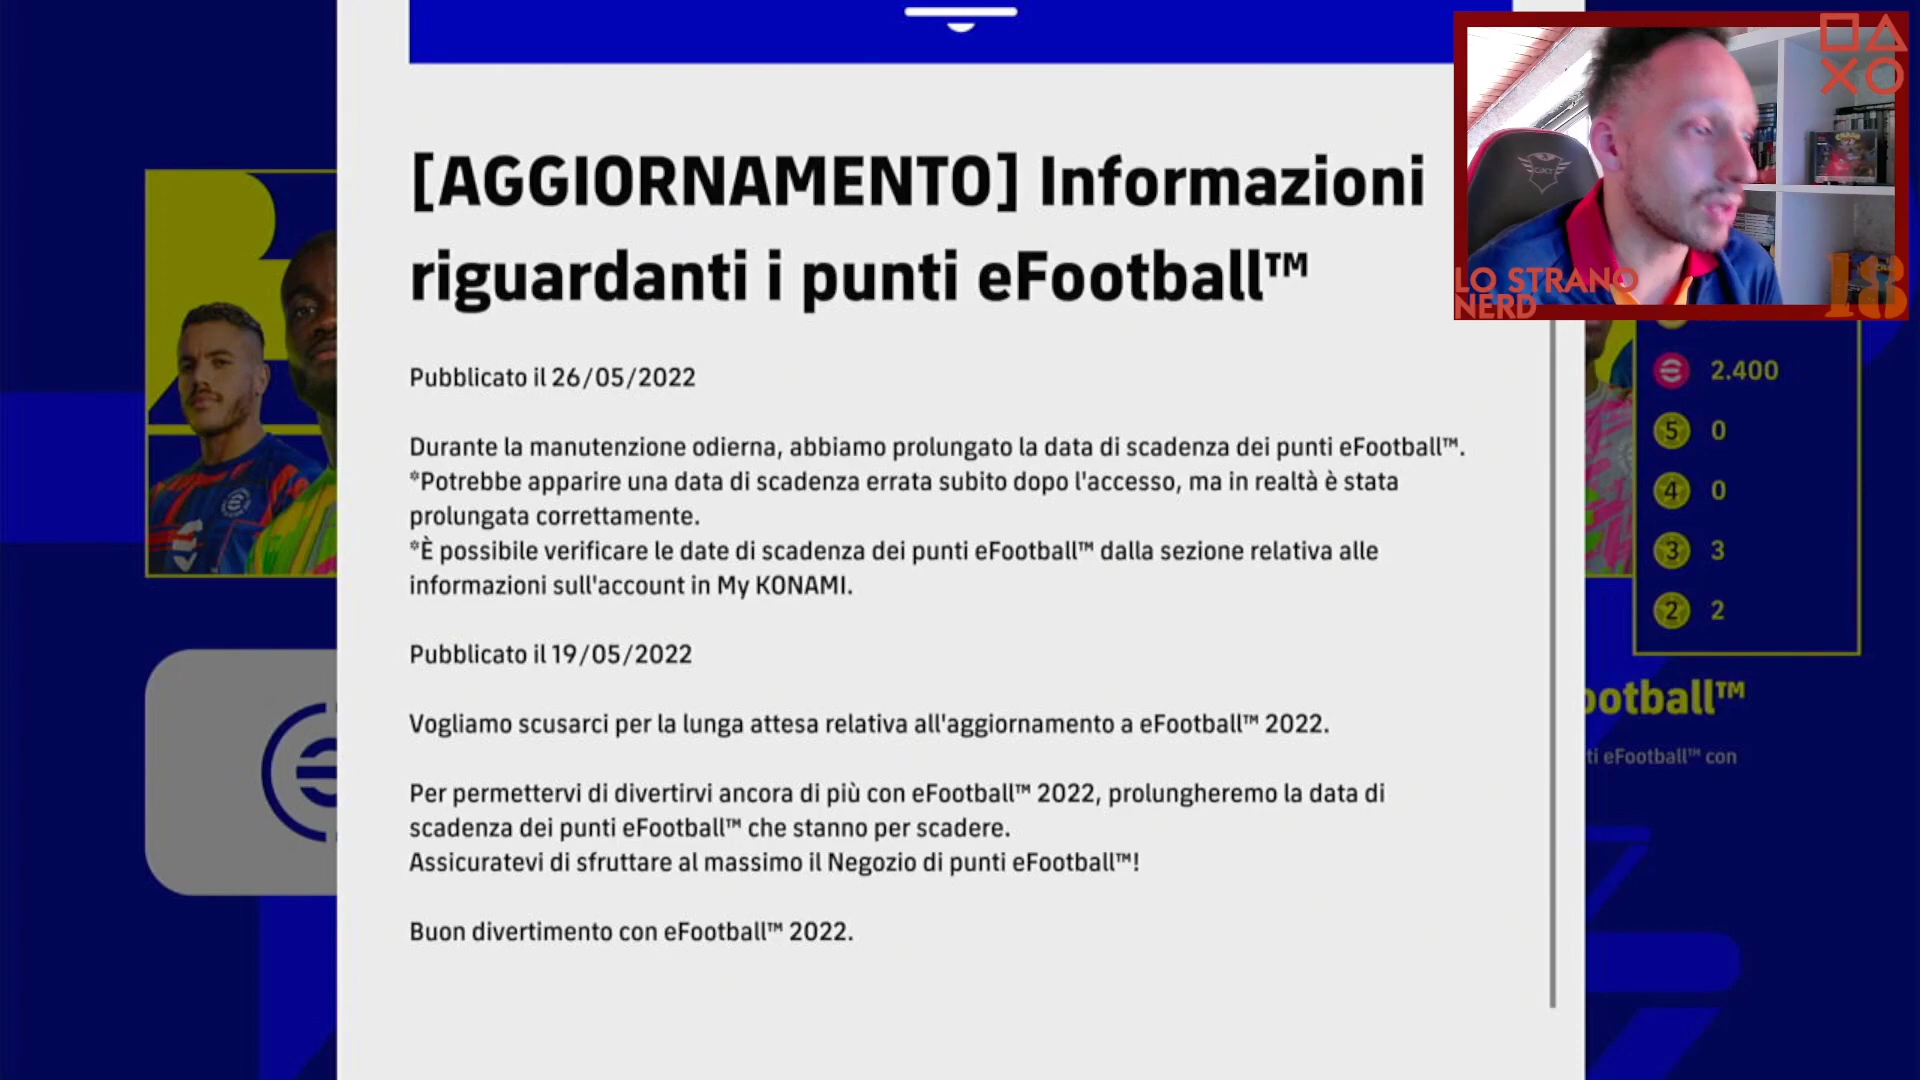 [AGGIORNAMENTO] Informazioni
riguardanti i punti eFootball™
Pubblicato il 26/05/2022
Durante la manutenzione odierna, abbiamo prolungato la data di scadenza dei punti eFootball™.
*Potrebbe apparire una data di scadenza errata subito dopo l'accesso, ma in realtà è stata
prolungata correttamente.
*È possibile verificare le date di scadenza dei punti eFootball™ dalla sezione relativa alle
informazioni sull'account in My KONAMI.
Pubblicato il 19/05/2022
Vogliamo scusarci per la lunga attesa relativa all'aggiornamento a eFootball™ 2022.
Per permettervi di divertirvi ancora di più con eFootball™ 2022, prolungheremo la data di
scadenza dei punti eFootball™ che stanno per scadere.
Assicuratevi di sfruttare al massimo il Negozio di punti eFootball™!
Buon divertimento con eFootball™ 2022.
LO STRANO
NERD
18
2.400
5 0
4 0
3 3
2 2
ootball™
ti eFootball™ con